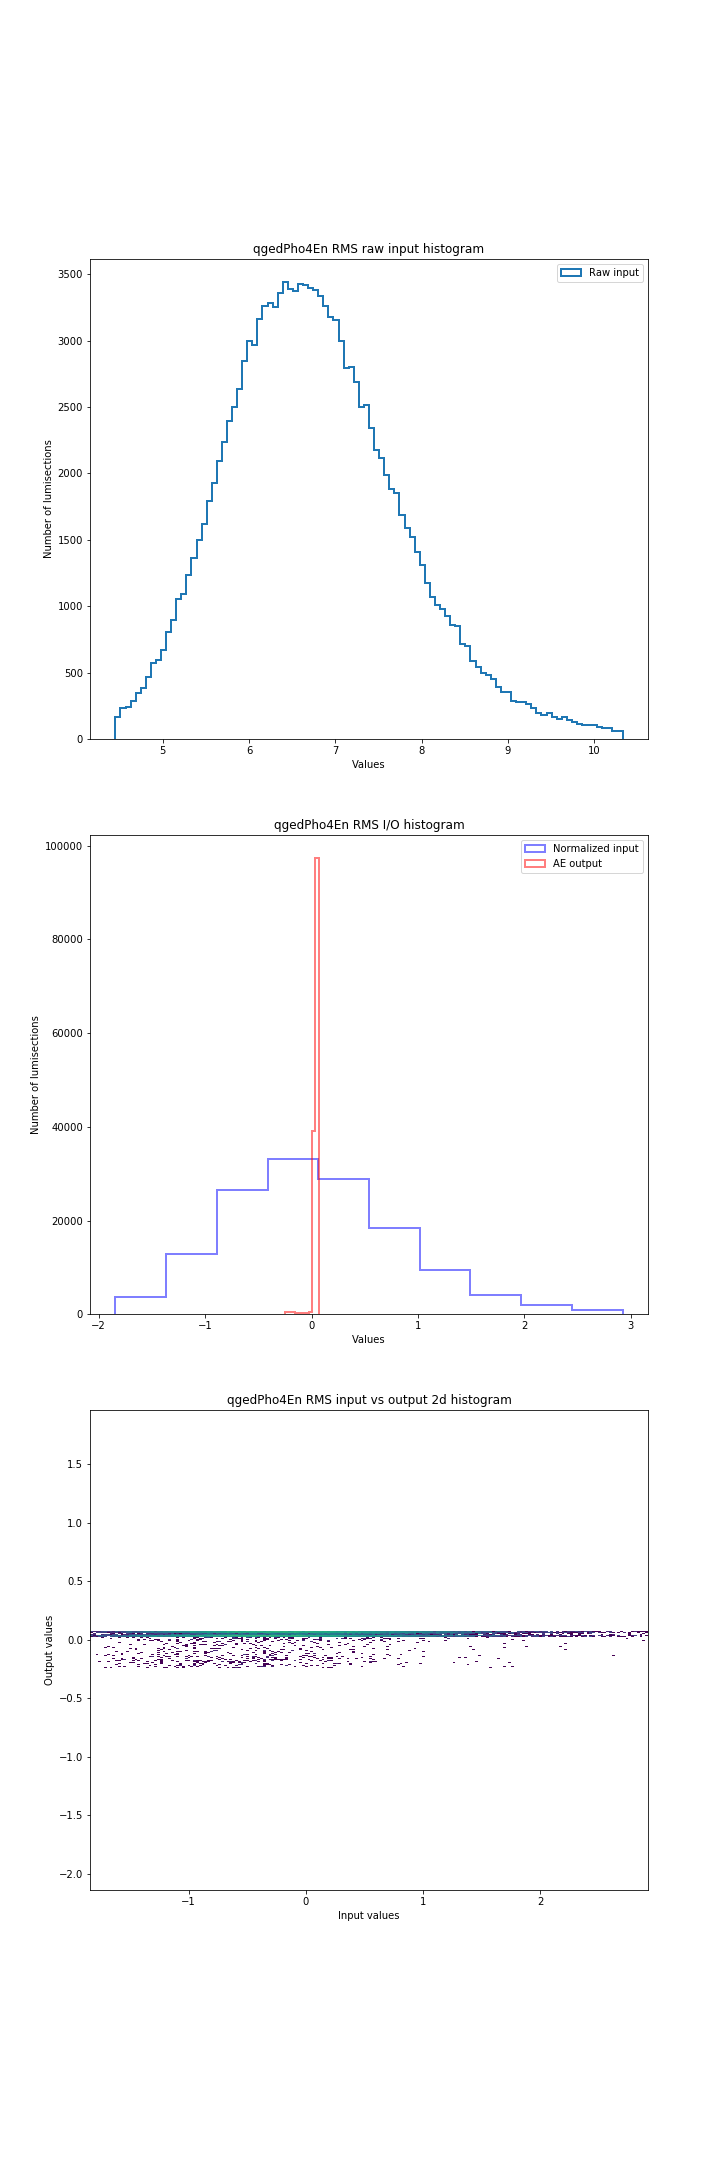 qgedPho4En RMS raw input histogram
Raw input
3500
3000
2500
2000
1500
1000
500
0
Number of lumisections
5 6 7 8 9 10
Values
qgedPho4En RMS I/O histogram
Normalized input
AE output
100000
80000
60000
40000
20000
0
Number of lumisections
−2 −1 0 1 2 3
Values
qgedPho4En RMS input vs output 2d histogram
1.5
1.0
0.5
0.0
−0.5
−1.0
−1.5
−2.0
Output values
−1 0 1 2
Input values